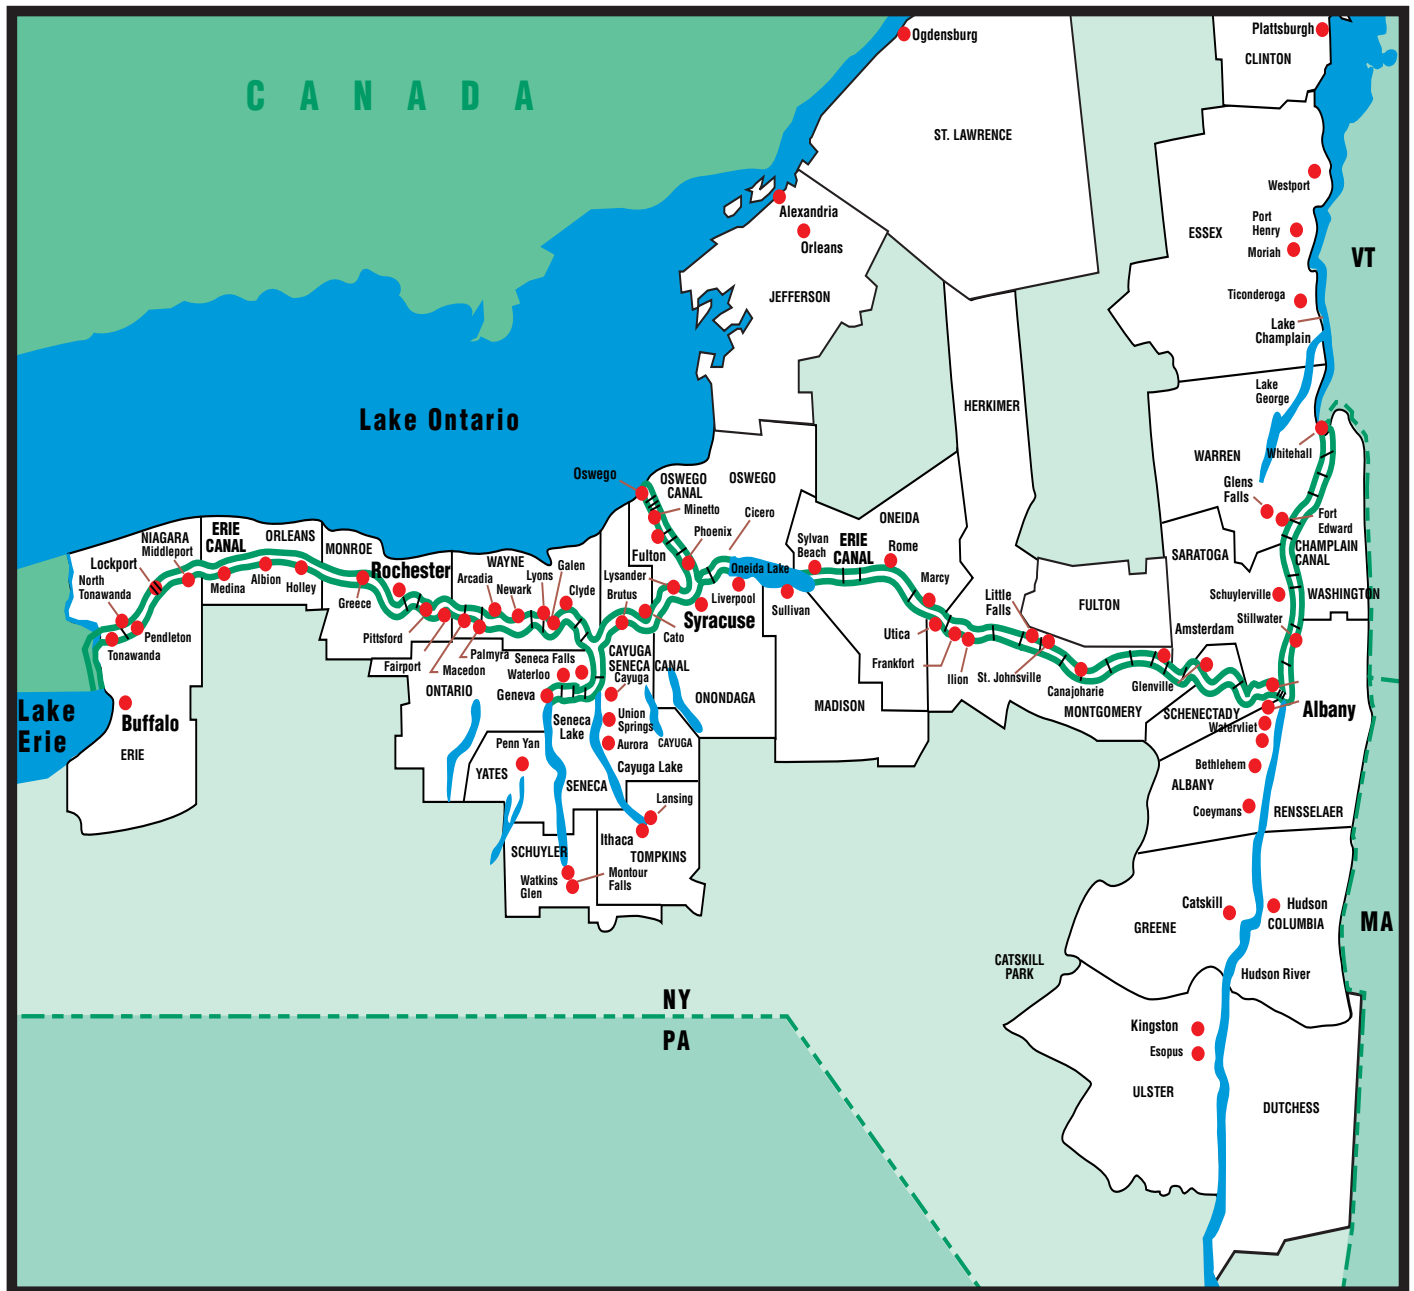 Ogdensburg
Plattsburgh
CLINTON
CANADA
ST. LAWRENCE
Westport
Alexandria
Orleans
Port
Henry
ESSEX
Moriah
VT
JEFFERSON
Ticonderoga
Lake
Champlain
Lake
George
HERKIMER
Lake Ontario
WARREN
Whitehall
Oswego
OSWEGO
CANAL
OSWEGO
Glens
Falls
Minetto
Cicero
ONEIDA
Fort
Edward
ERIE
CANAL
ORLEANS
NIAGARA
Middleport
MONROE
Phoenix
Sylvan
Beach
ERIE
CANAL
Rome
CHAMPLAIN
CANAL
SARATOGA
Lockport
Fulton
WAYNE
Galen
Rochester
Lysander
Oneida Lake
North
Tonawanda
Medina
Albion
Holley
Greece
Arcadia
Newark
Lyons
Clyde
Brutus
Liverpool
Sullivan
Marcy
Little
Falls
FULTON
Schuylerville
WASHINGTON
Stillwater
Syracuse
Pendleton
Tonawanda
Pittsford
Fairport
Macedon
Palmyra
Cato
Utica
Frankfort
Ilion
St. Johnsville
Canajoharie
Amsterdam
Glenville
Seneca Falls
Waterloo
Geneva
CAYUGA
SENECA CANAL
Cayuga
ONTARIO
ONONDAGA
MADISON
MONTGOMERY
SCHENECTADY
Albany
Watervliet
Lake
Erie
Buffalo
ERIE
Seneca
Lake
Union
Springs
Aurora
CAYUGA
Penn Yan
YATES
SENECA
Cayuga Lake
Bethlehem
ALBANY
Coeymans
RENSSELAER
Lansing
Ithaca
TOMPKINS
SCHUYLER
Watkins
Glen
Montour
Falls
Catskill
Hudson
COLUMBIA
GREENE
MA
CATSKILL
PARK
Hudson River
NY
PA
Kingston
Esopus
ULSTER
DUTCHESS